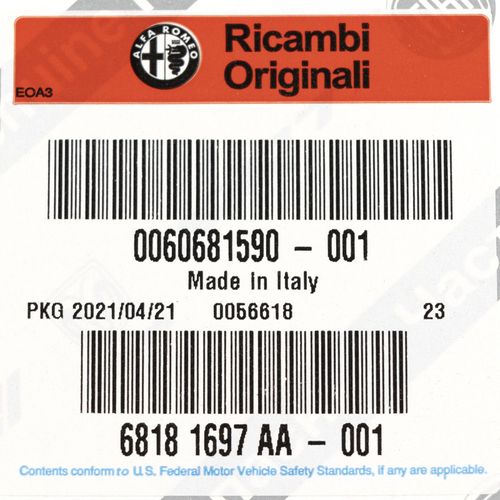 ALFA ROMEO
Ricambi
Originali
EOA3
0060681590 - 001
Made In Italy
PKG 2021/04/21 0056618 23
6818 1697 AA - 001
Contents conform to U.S. Federal Motor Vehicle Safety Standards, if any are applicable.